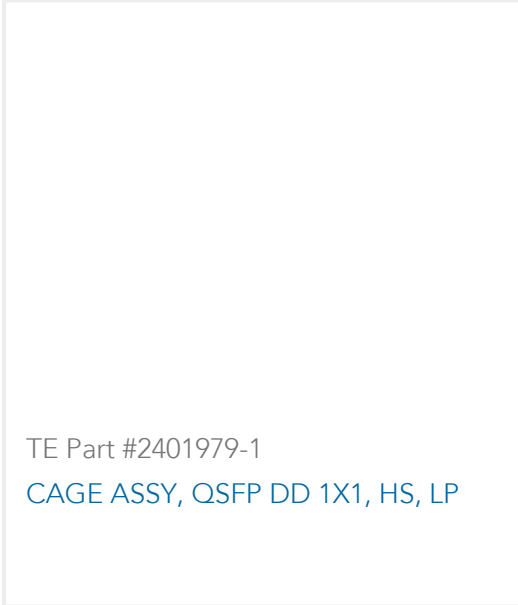 TE Part #2401979-1
CAGE ASSY, QSFP DD 1X1, HS, LP